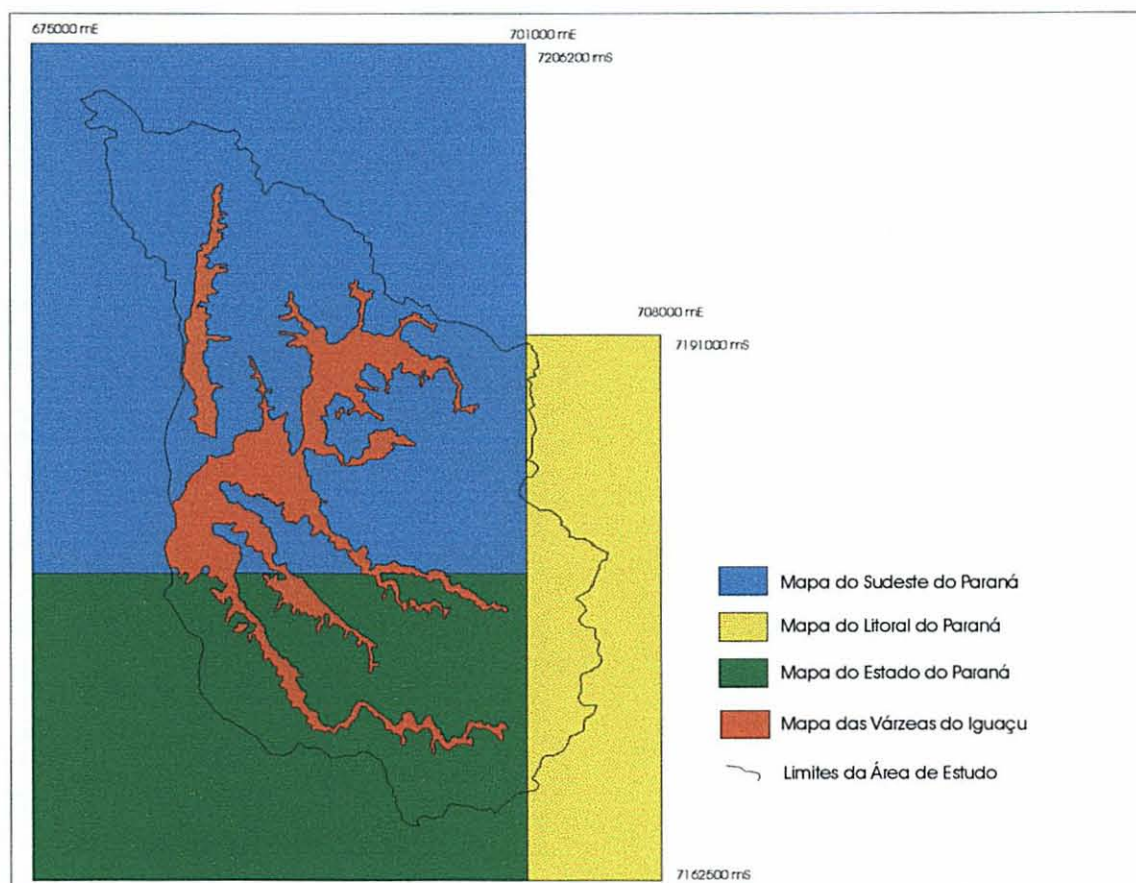 675000 mE
701000 mE
7206200 mS
708000 mE
7191000 mS
Mapa do Sudeste do Paraná
Mapa do Litoral do Paraná
Mapa do Estado do Paraná
Mapa das Várzeas do Iguaçu
Limites da Área de Estudo
7162500 mS